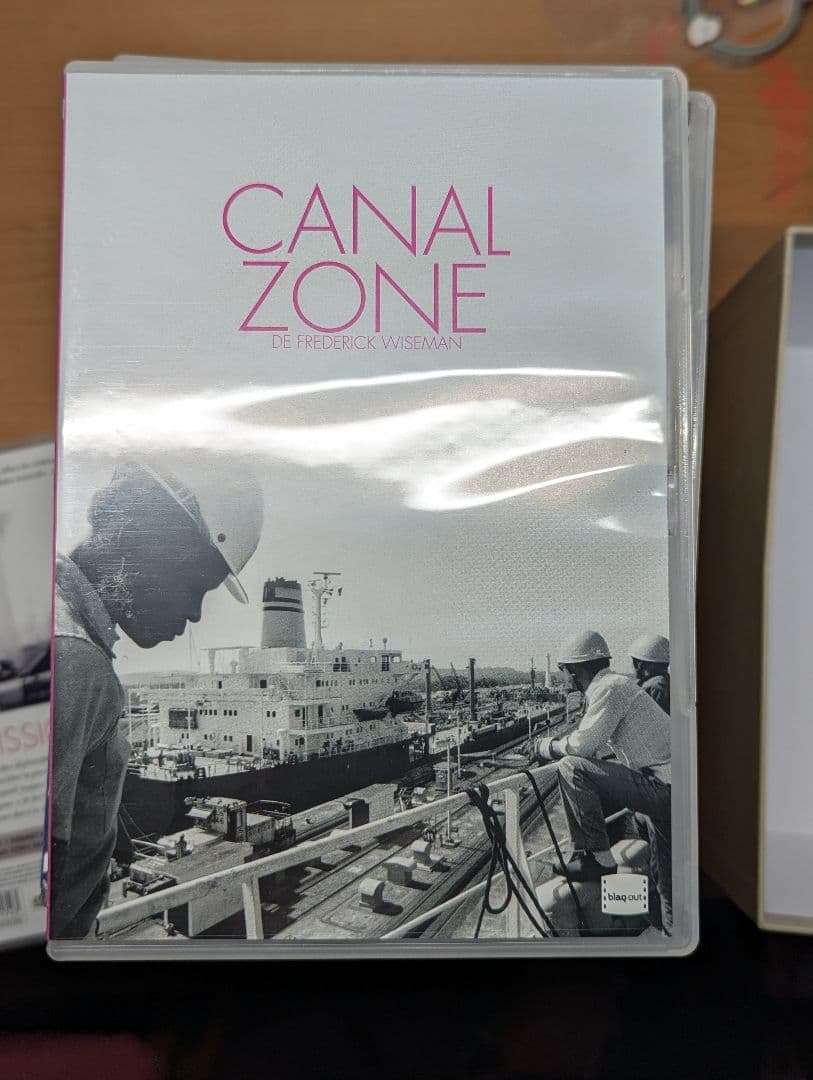 CANAL
ZONE
DE FREDERICK WISEMAN
blaq out